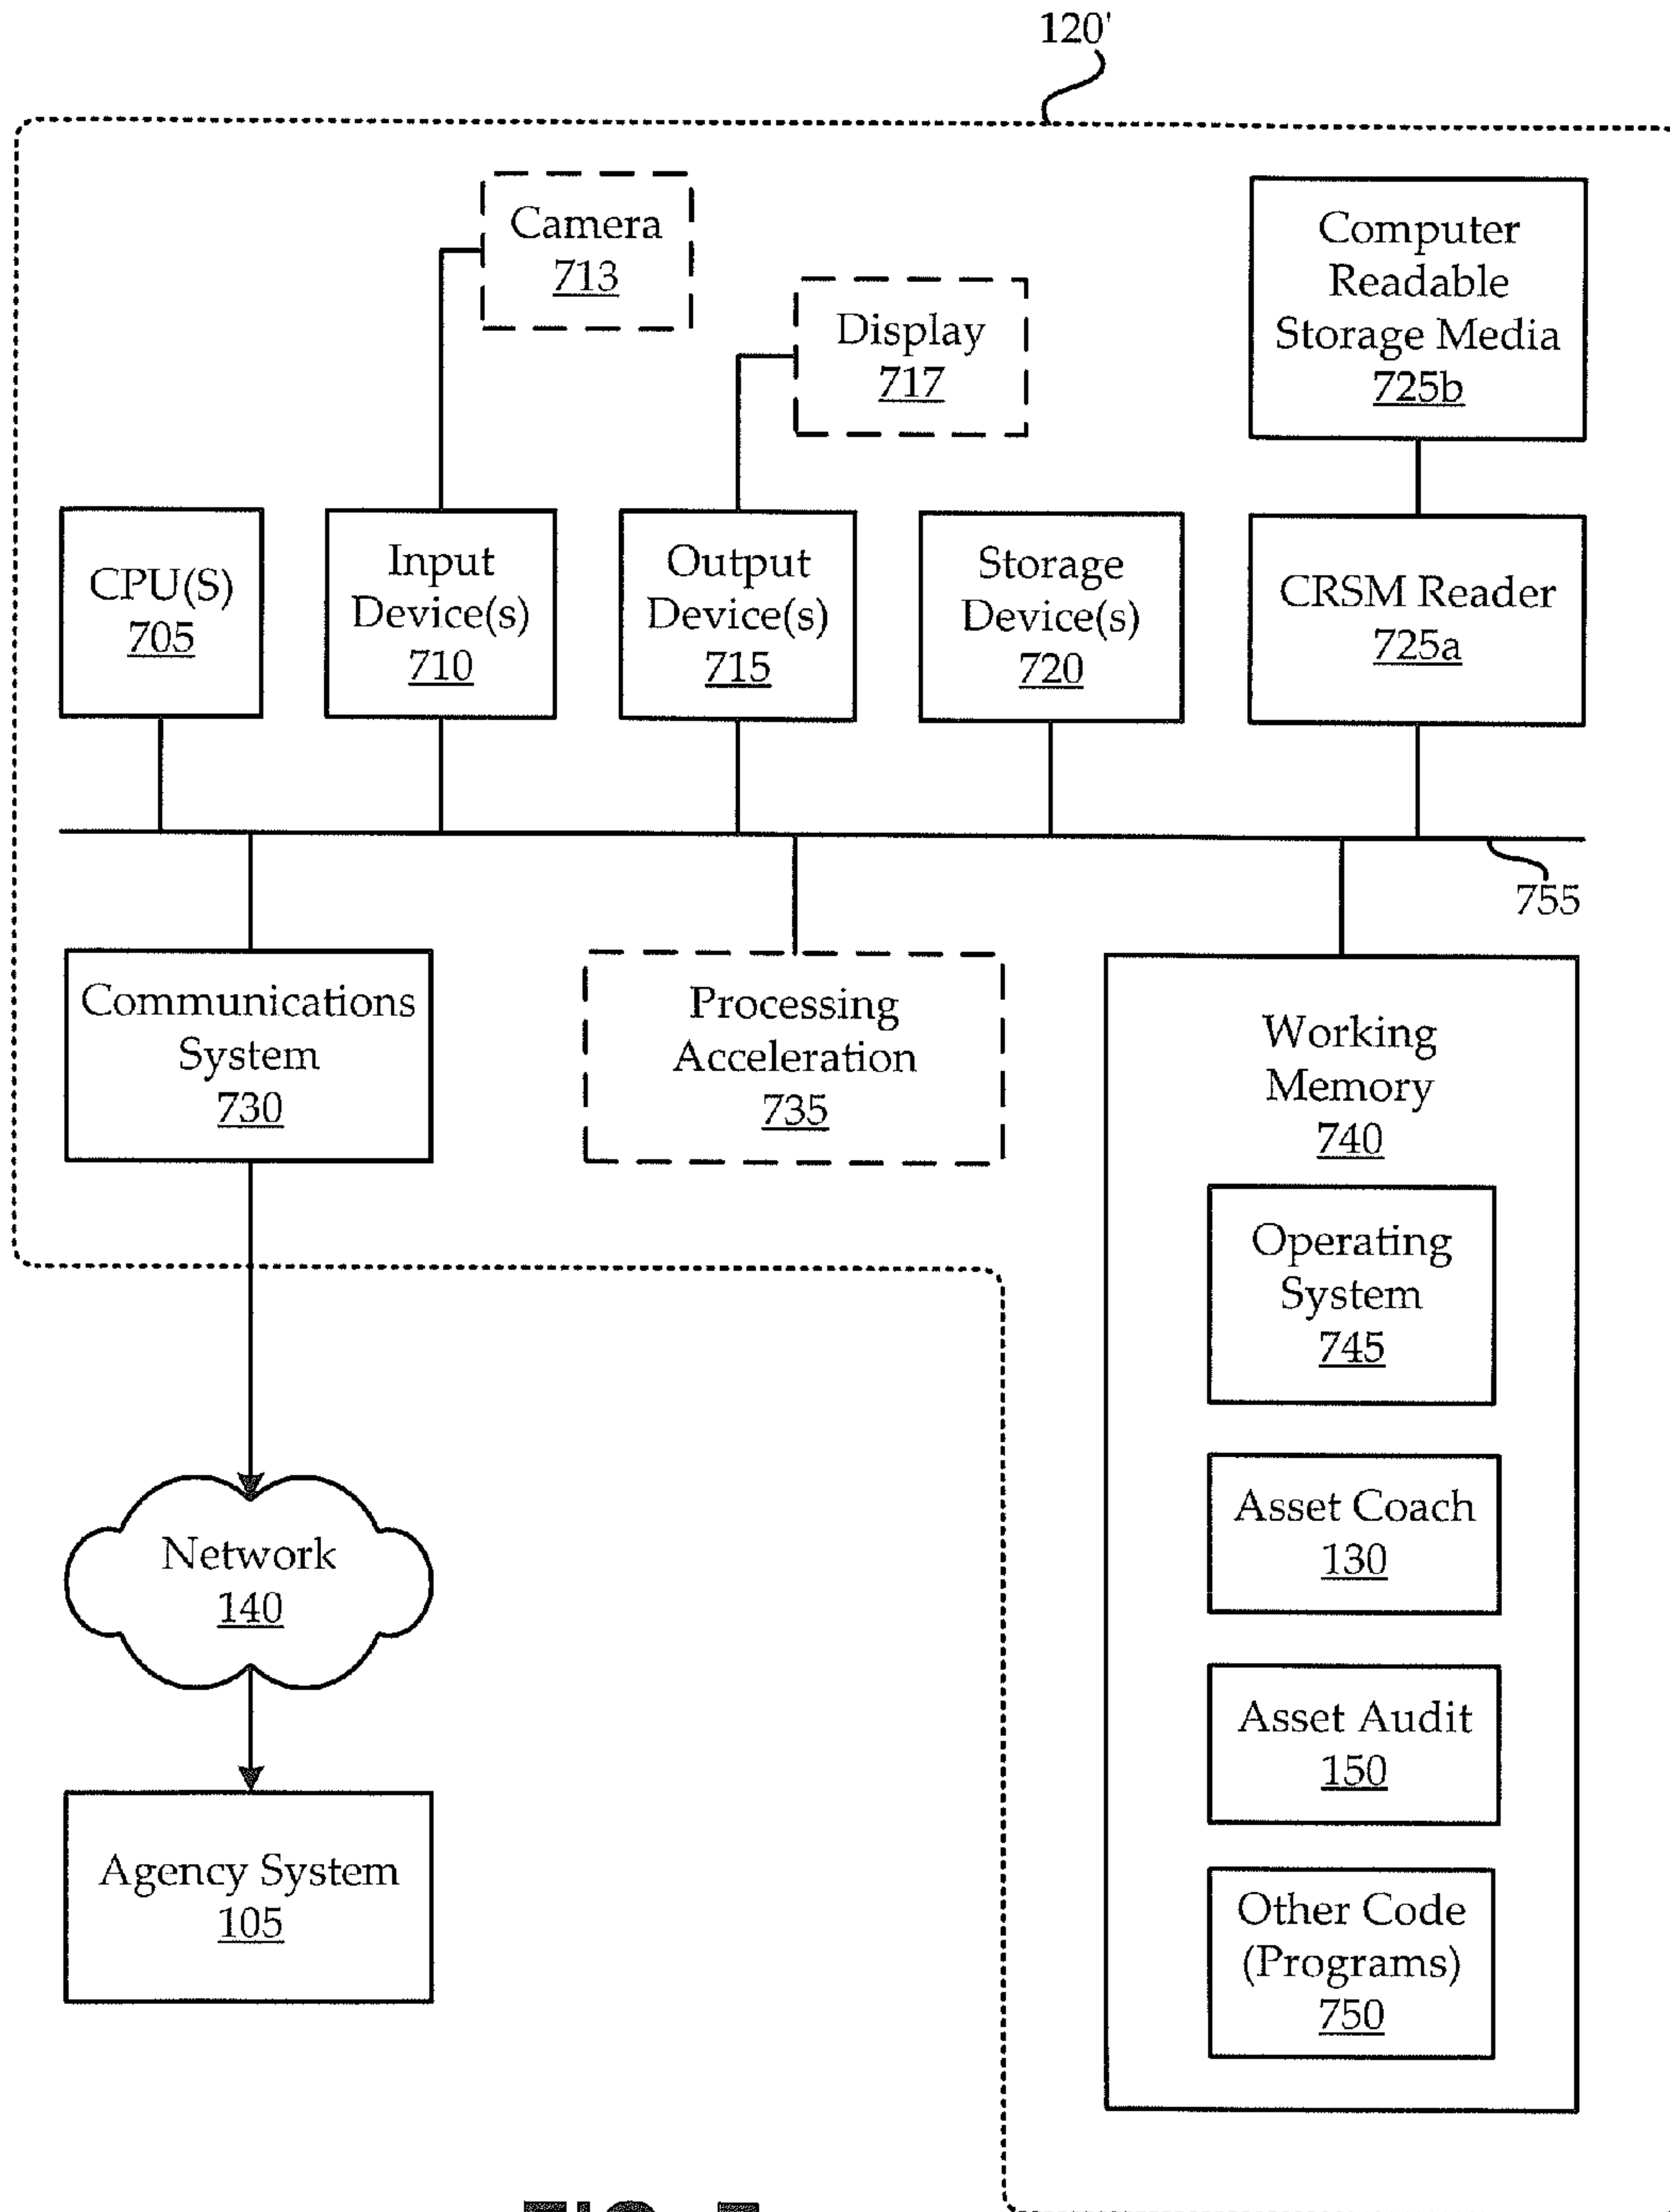 120'
Camera
713
Display
717
Computer
Readable
Storage Media
725b
CPU(S)
705
Input
Device(s)
710
Output
Device(s)
715
Storage
Device(s)
720
CRSM Reader
725a
755
Communications
System
730
Processing
Acceleration
735
Working
Memory
740
Operating
System
745
Asset Coach
130
Asset Audit
150
Other Code
(Programs)
750
Network
140
Agency System
105